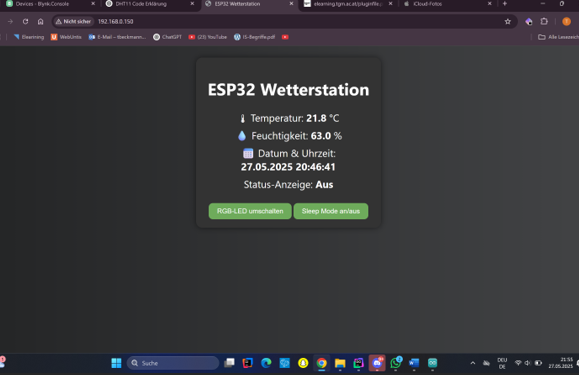 Devices - Blynk.Console
DHT11 Code Erklärung
ESP32 Wetterstation
elearning.tgm.ac.at/pluginfile.p
iCloud-Fotos
Nicht sicher 192.168.0.150
Elearning
WebUntis
E-Mail – tbeckmann...
ChatGPT
(23) YouTube
IS-Begriffe.pdf
Alle Lesezeich
ESP32 Wetterstation
Temperatur: 21.8 °C
Feuchtigkeit: 63.0 %
Datum & Uhrzeit:
27.05.2025 20:46:41
Status-Anzeige: Aus
RGB-LED umschalten
Sleep Mode an/aus
Suche
DEU
DE
21:55
27.05.2025